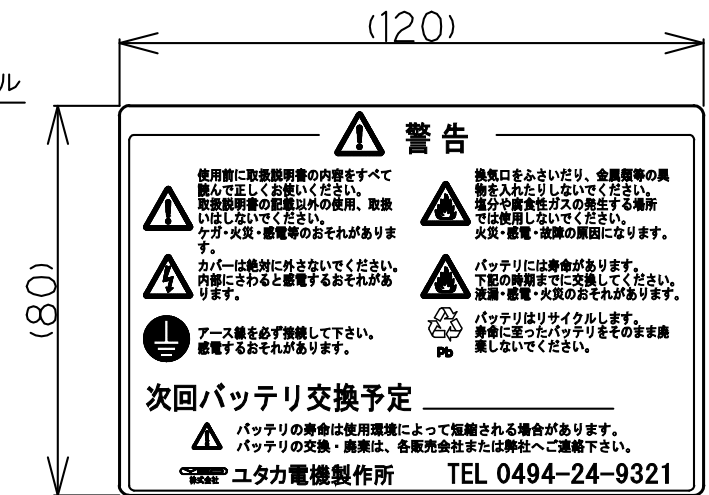 (120)
ル
(80)
警告
使用前に取扱説明書の内容をすべて
読んで正しくお使いください。
取扱説明書の記載以外の使用、取扱
いはしないでください。
ケガ・火災・感電等のおそれがありま
す。
カバーは絶対に外さないでください。
内部にさわると感電するおそれがあ
ります。
アース線を必ず接続して下さい。
感電するおそれがあります。
換気口をふさいだり、金属類等の異
物を入れたりしないでください。
塩分や腐食性ガスの発生する場所
では使用しないでください。
火災・感電・故障の原因になります。
バッテリには寿命があります。
下記の時期までに交換してください。
液漏・感電・火災のおそれがあります。
バッテリはリサイクルします。
寿命に至ったバッテリをそのまま廃
棄しないでください。
Pb
次回バッテリ交換予定
バッテリの寿命は使用環境によって短縮される場合があります。
バッテリの交換・廃棄は、各販売会社または弊社へご連絡下さい。
株式会社 ユタカ電機製作所 TEL 0494-24-9321